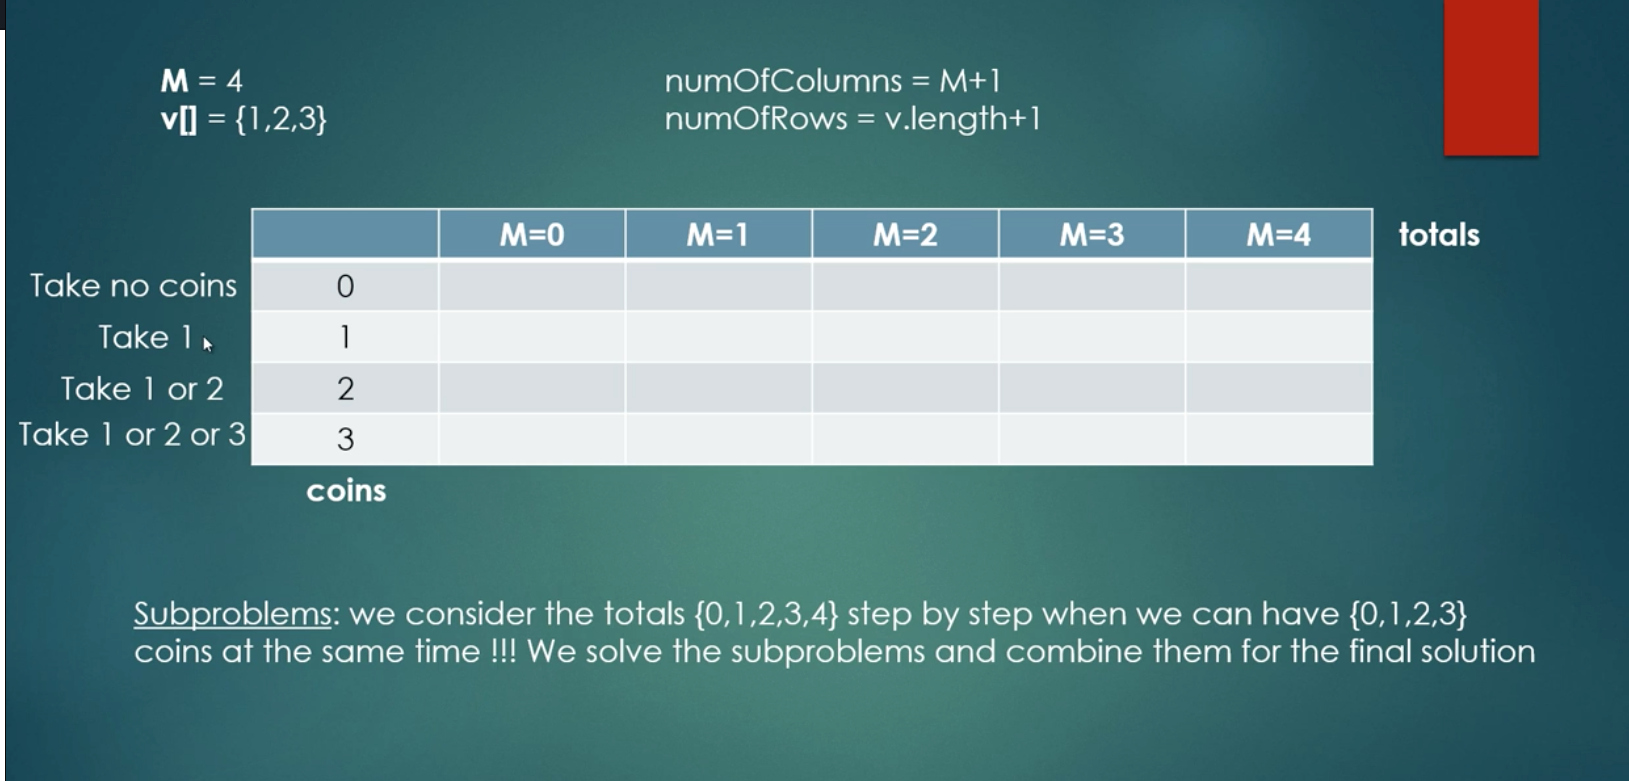 M = 4
v[] = {1,2,3}
numOfColumns = M+1
numOfRows = v.length+1
M=0 M=1 M=2 M=3 M=4 totals
Take no coins 0
Take 1 1
Take 1 or 2 2
Take 1 or 2 or 3 3
coins
Subproblems: we consider the totals {0,1,2,3,4} step by step when we can have {0,1,2,3}
coins at the same time !!! We solve the subproblems and combine them for the final solution